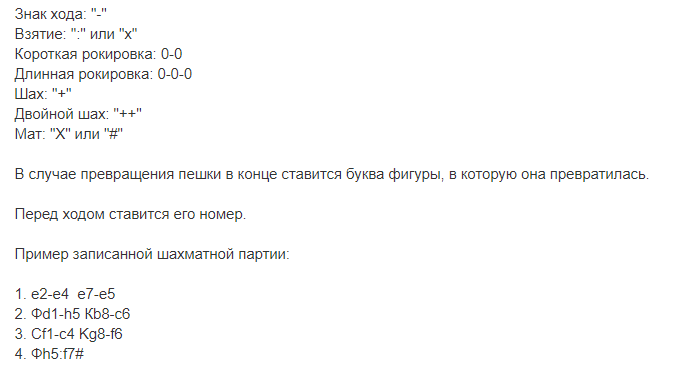 Знак хода: "-"
Взятие: ":" или "x"
Короткая рокировка: 0-0
Длинная рокировка: 0-0-0
Шах: "+"
Двойной шах: "++"
Мат: "X" или "#"
В случае превращения пешки в конце ставится буква фигуры, в которую она превратилась.
Перед ходом ставится его номер.
Пример записанной шахматной партии:
1. e2-e4 e7-e5
2. Фd1-h5 Кb8-c6
3. Сf1-c4 Kg8-f6
4. Фh5:f7#